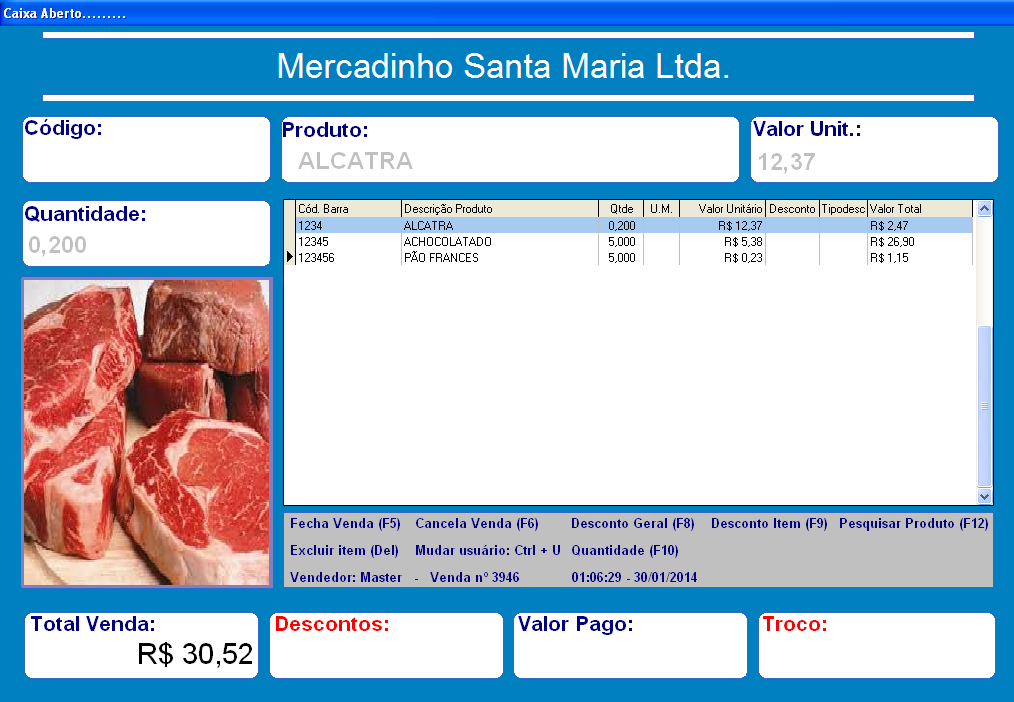 Caixa Aberto.........
Mercadinho Santa Maria Ltda.
Código:
Produto:
ALCATRA
Valor Unit.:
12,37
Quantidade:
0,200
Cód. Barra Descrição Produto Qtde U.M. Valor Unitário Desconto Tipodesc Valor Total
1234 ALCATRA 0,200 R$ 12,37 R$ 2,47
12345 ACHOCOLATADO 5,000 R$ 5,38 R$ 26,90
123456 PÃO FRANCES 5,000 R$ 0,23 R$ 1,15
Fecha Venda (F5) Cancela Venda (F6) Desconto Geral (F8) Desconto Item (F9) Pesquisar Produto (F12)
Excluir item (Del) Mudar usuário: Ctrl + U Quantidade (F10)
Vendedor: Master - Venda nº 3946 01:06:29 - 30/01/2014
Total Venda:
R$ 30,52
Descontos:
Valor Pago:
Troco: